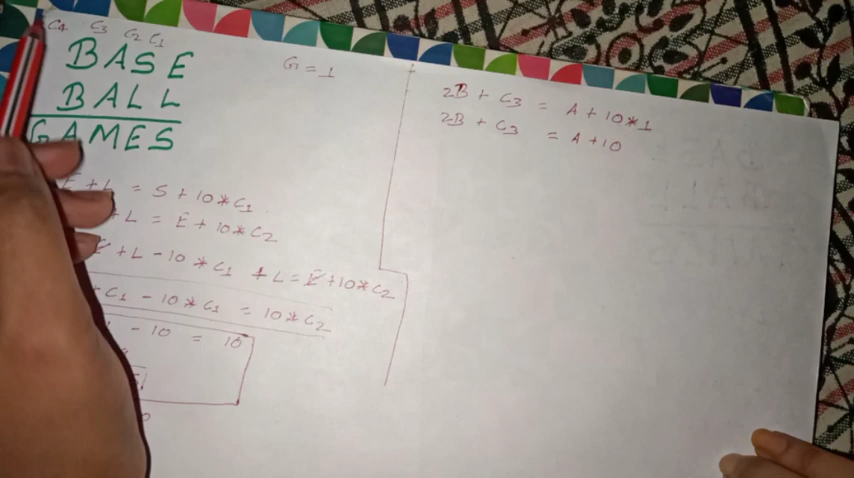 C4 C3 C2 C1
BASE
BALL
GAMES
G = 1
E + L = S + 10*C1
+ L = E + 10*C2
E + L - 10*C1 + L = E + 10*C2
+ C1 - 10*C1 = 10*C2
- 10 = 10
2B + C3 = A + 10*1
2B + C3 = A + 10